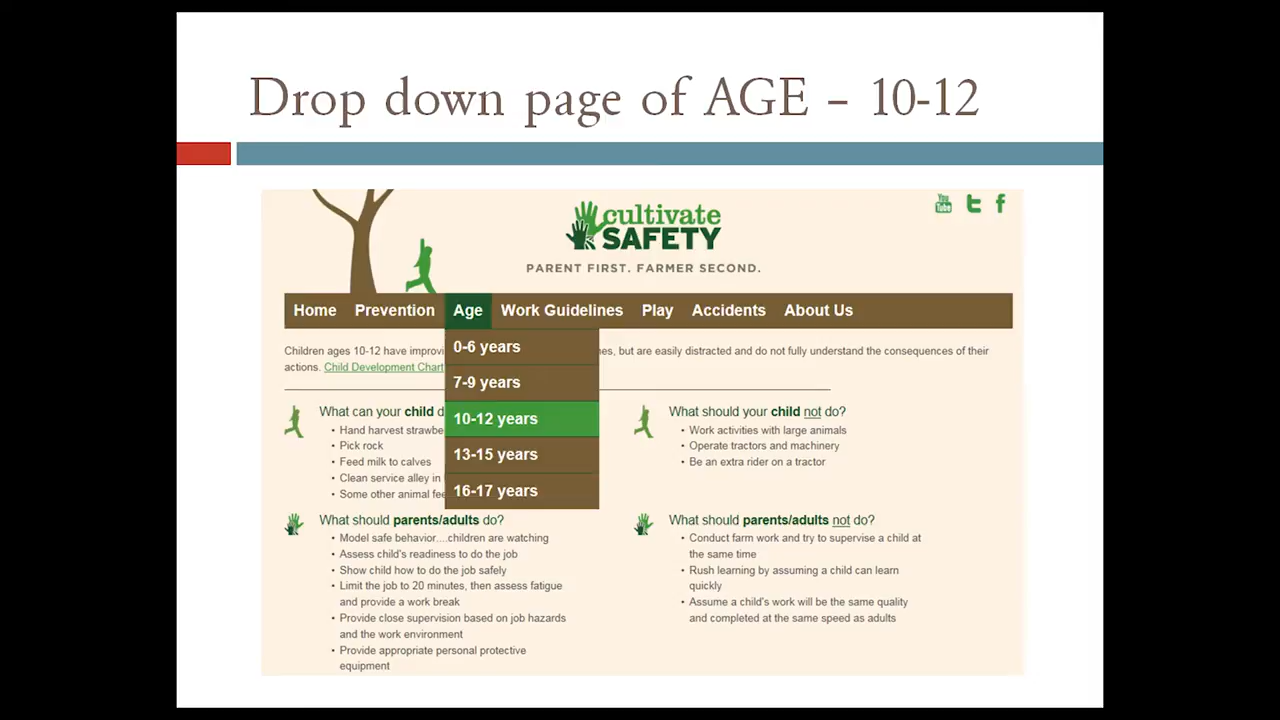 Drop down page of AGE – 10-12
You Tube
cultivate
SAFETY
PARENT FIRST. FARMER SECOND.
Home Prevention Age Work Guidelines Play Accidents About Us
0-6 years
7-9 years
10-12 years
13-15 years
16-17 years
Children ages 10-12 have but are easily distracted and do not fully understand the consequences of their
actions. Child Development Chart
What can your child
• Hand harvest
• Pick rock
• Feed milk to calves
• Clean service alley in
• Some other animal
What should your child not do?
• Work activities with large animals
• Operate tractors and machinery
• Be an extra rider on a tractor
What should parents/adults do?
• Model safe behavior....children are watching
• Assess child's readiness to do the job
• Show child how to do the job safely
• Limit the job to 20 minutes, then assess fatigue
and provide a work break
• Provide close supervision based on job hazards
and the work environment
• Provide appropriate personal protective
equipment
What should parents/adults not do?
• Conduct farm work and try to supervise a child at
the same time
• Rush learning by assuming a child can learn
quickly
• Assume a child's work will be the same quality
and completed at the same speed as adults